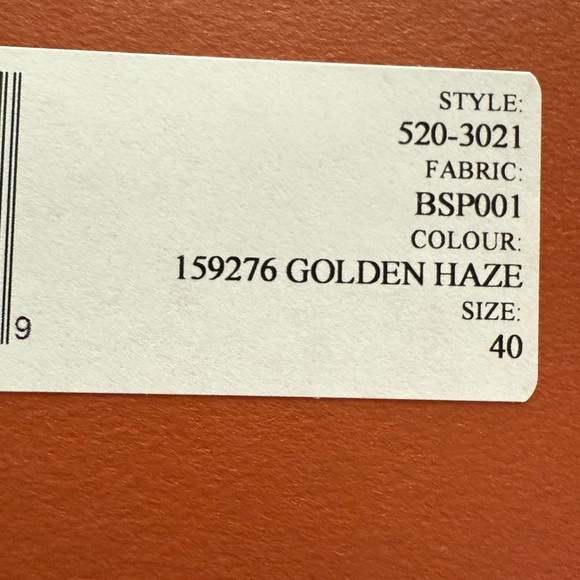 STYLE:
520-3021
FABRIC:
BSP001
COLOUR:
159276 GOLDEN HAZE
SIZE:
40
9